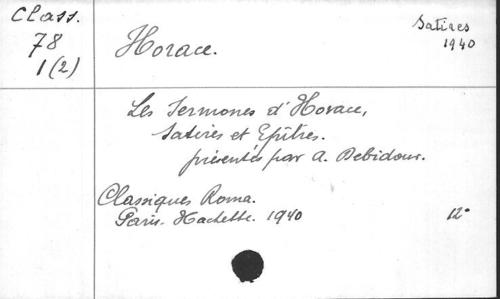 Class.
78
1(2)
Horace.
Satires
1940
Les Sermones d'Horace,
Satires et Epîtres.
présentés par A. Debidour.
Classiques Roma.
Paris. Hachette. 1940
12°